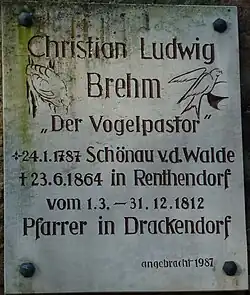 Christian Ludwig
Brehm
„Der Vogelpastor"
+24.1.1787 Schönau v.d.Walde
† 23.6.1864 in Renthendorf
vom 1.3. – 31.12.1812
Pfarrer in Drackendorf
angebracht 1987